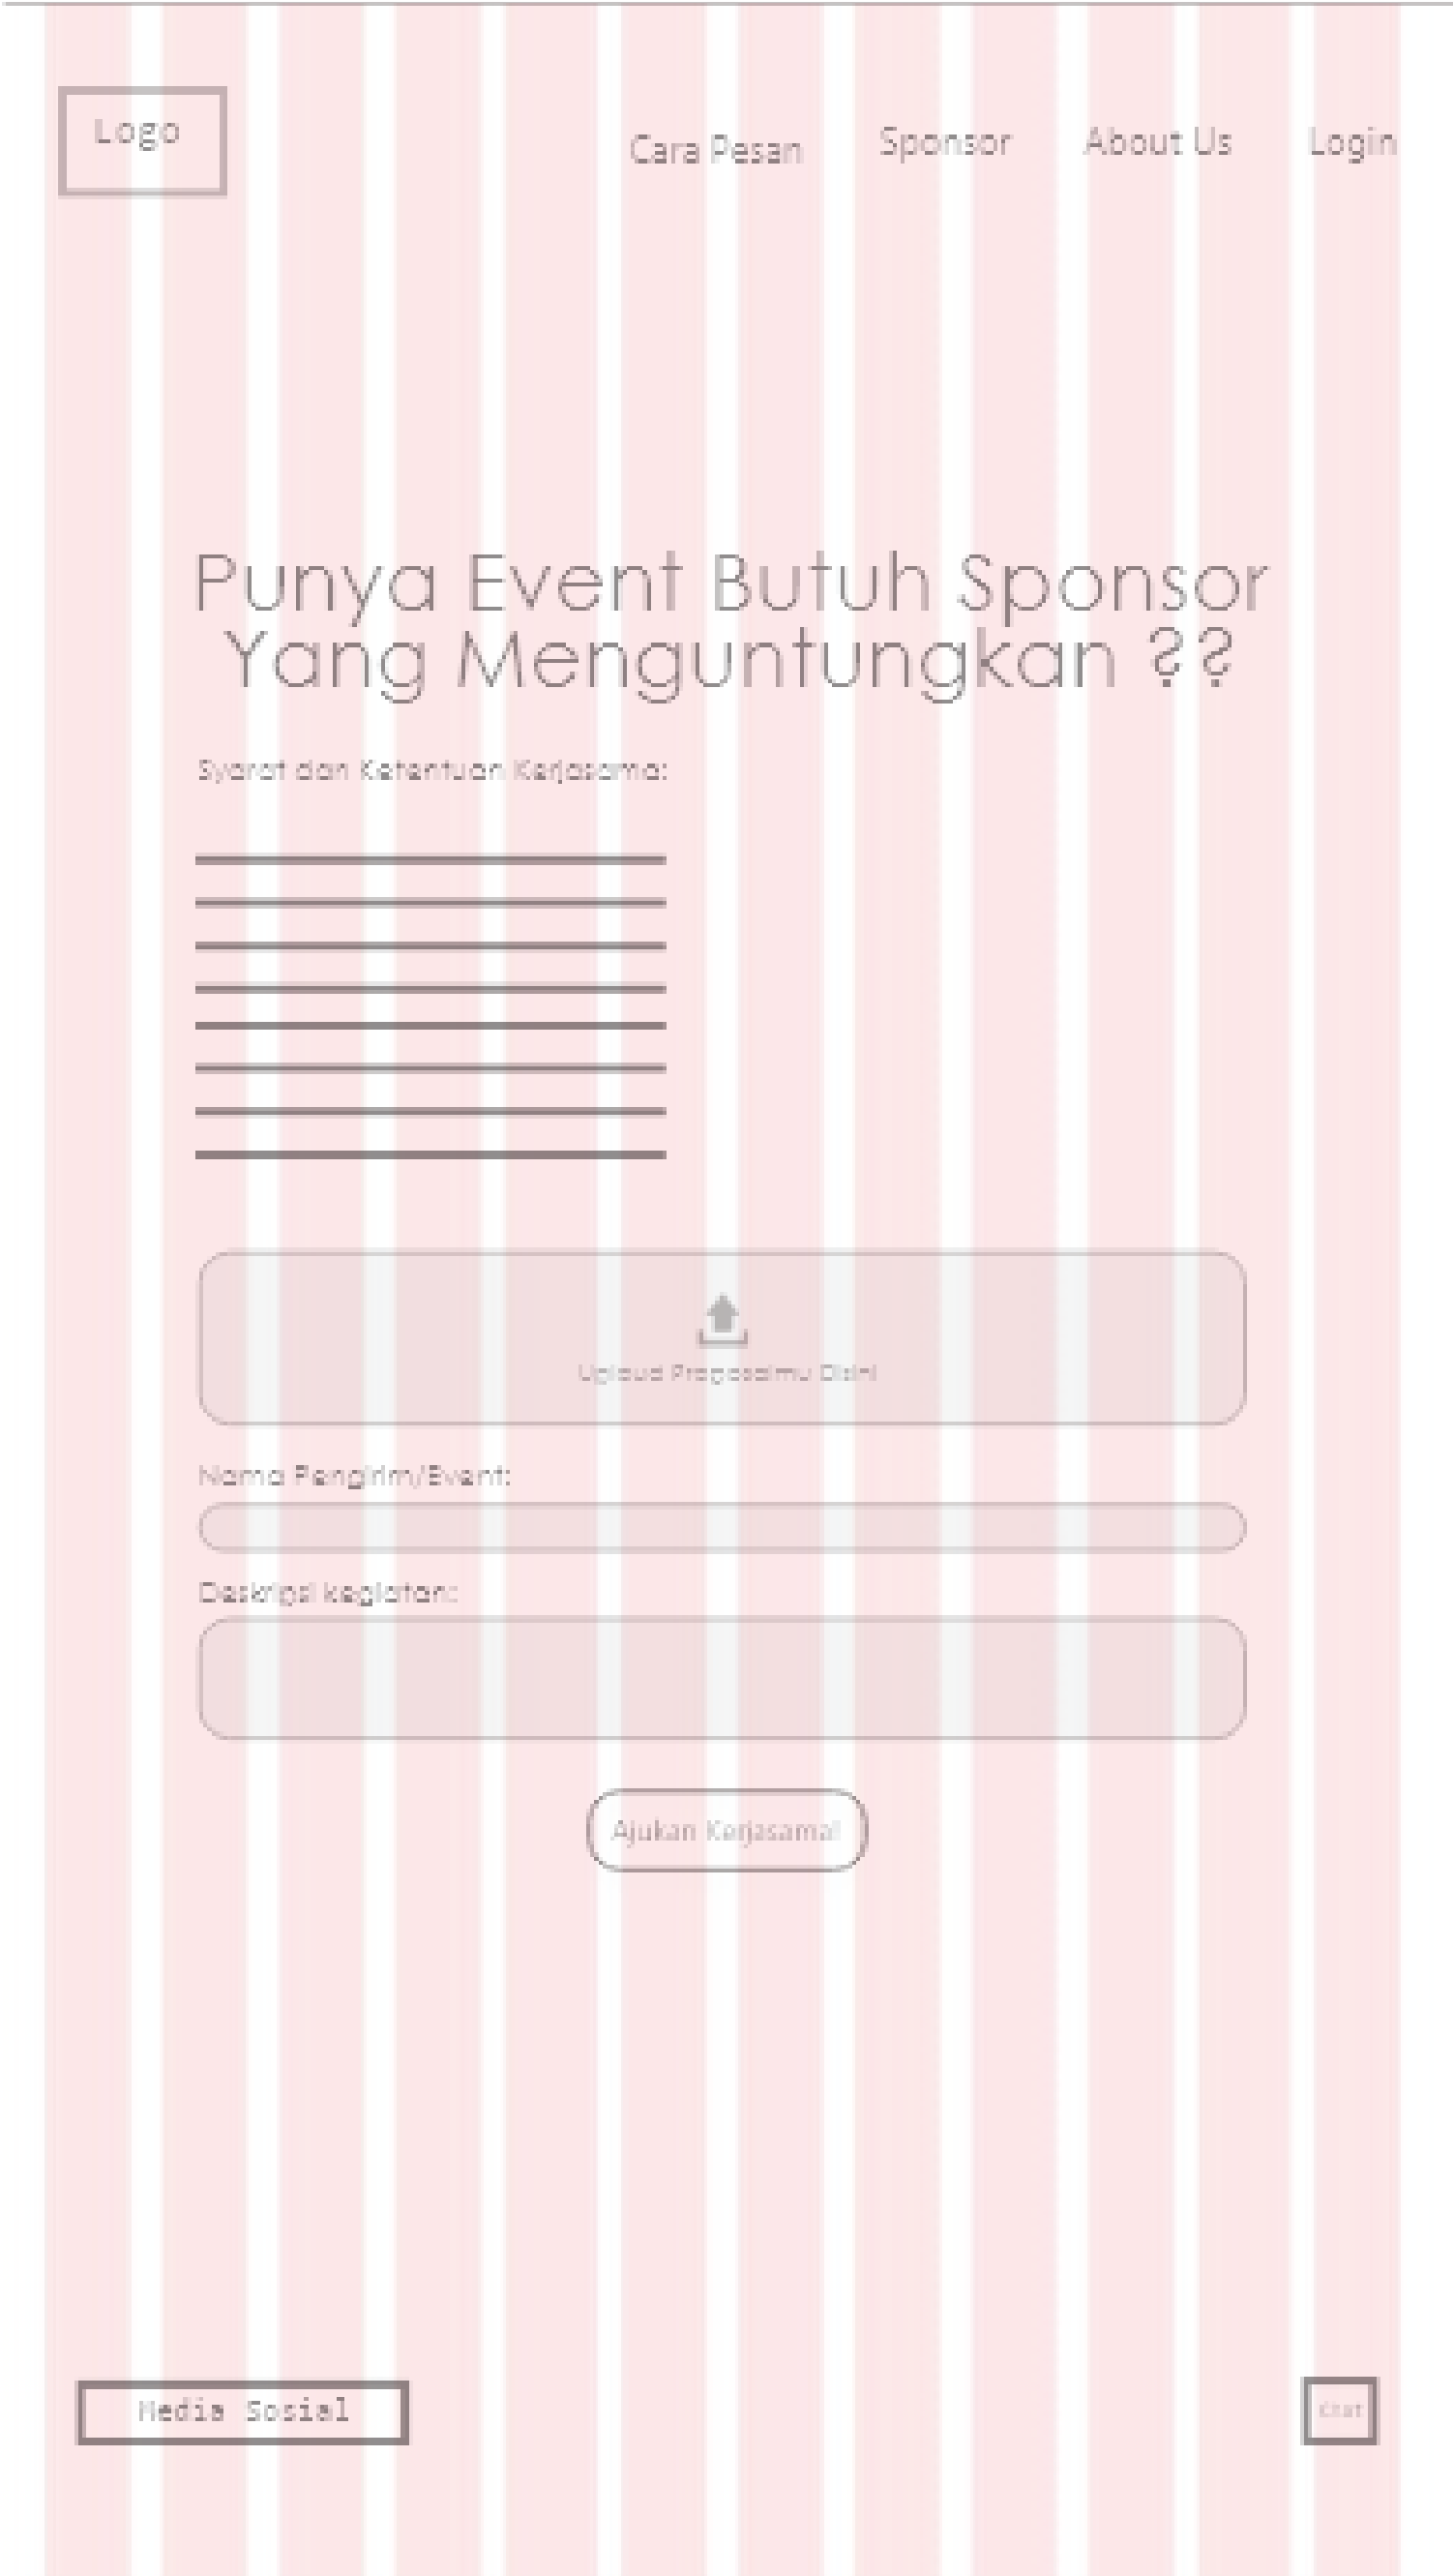 Logo
Cara Pesan
Sponsor
About Us
Login
Punya Event Butuh Sponsor
Yang Menguntungkan ??
Syarat dan Ketentuan Kerjasama:
Upload Proposalmu Disini
Nama Pengirim/Event:
Deskripsi kegiatan:
Ajukan Kerjasama!
Media Sosial
Chat